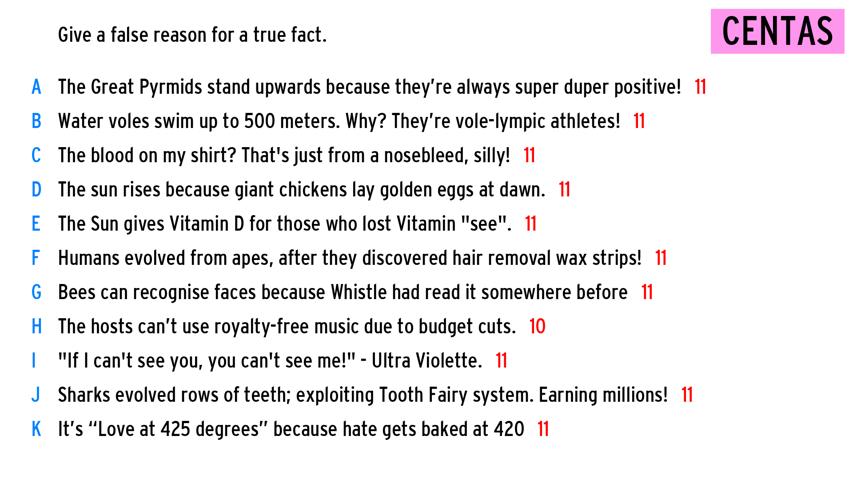 Give a false reason for a true fact.
CENTAS
A The Great Pyrmids stand upwards because they’re always super duper positive! 11
B Water voles swim up to 500 meters. Why? They’re vole-lympic athletes! 11
C The blood on my shirt? That's just from a nosebleed, silly! 11
D The sun rises because giant chickens lay golden eggs at dawn. 11
E The Sun gives Vitamin D for those who lost Vitamin "see". 11
F Humans evolved from apes, after they discovered hair removal wax strips! 11
G Bees can recognise faces because Whistle had read it somewhere before 11
H The hosts can’t use royalty-free music due to budget cuts. 10
I "If I can't see you, you can't see me!" - Ultra Violette. 11
J Sharks evolved rows of teeth; exploiting Tooth Fairy system. Earning millions! 11
K It’s “Love at 425 degrees” because hate gets baked at 420 11